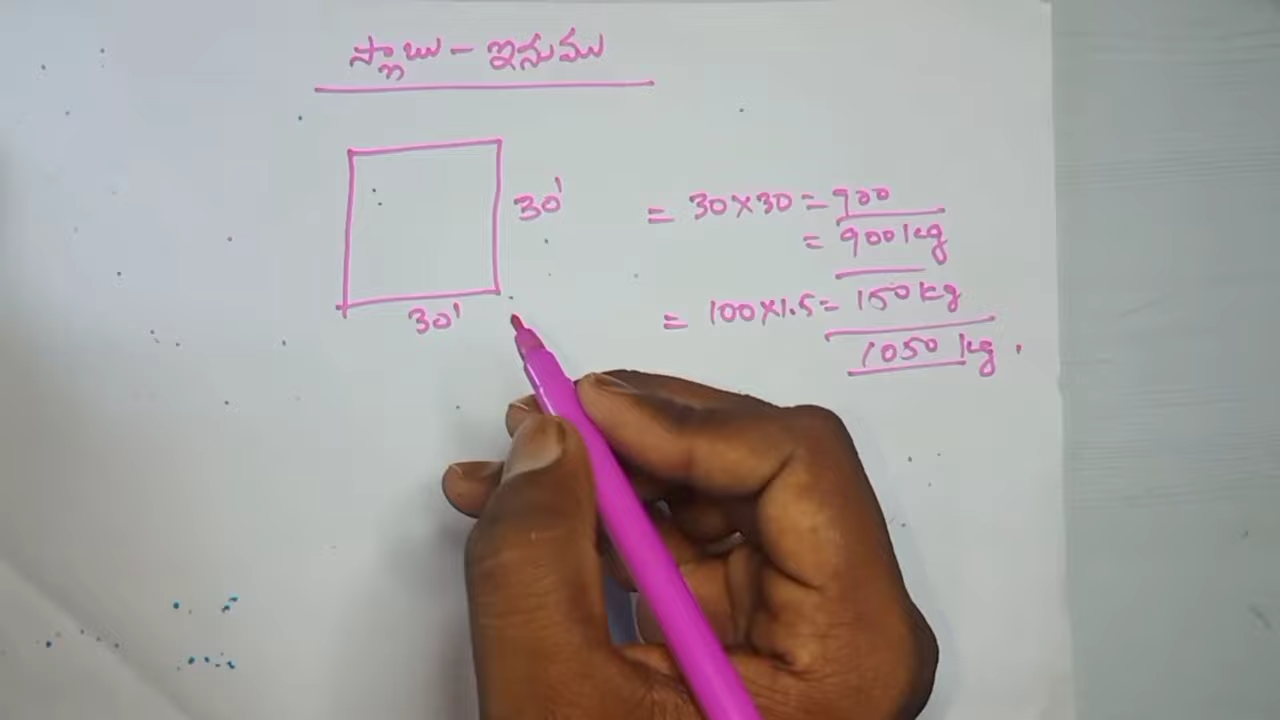 స్లాబు - ఇనుము
30'
30'
= 30×30 = 900
= 900 kg
= 100×1.5 = 150 kg
1050 kg.